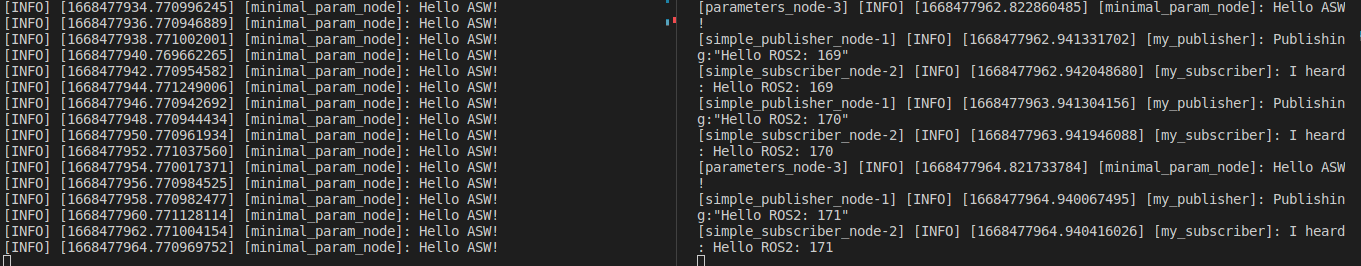 [INFO] [1668477934.770996245] [minimal_param_node]: Hello ASW!
[INFO] [1668477936.770946889] [minimal_param_node]: Hello ASW!
[INFO] [1668477938.771002001] [minimal_param_node]: Hello ASW!
[INFO] [1668477940.769662265] [minimal_param_node]: Hello ASW!
[INFO] [1668477942.770954582] [minimal_param_node]: Hello ASW!
[INFO] [1668477944.771249006] [minimal_param_node]: Hello ASW!
[INFO] [1668477946.770942692] [minimal_param_node]: Hello ASW!
[INFO] [1668477948.770944434] [minimal_param_node]: Hello ASW!
[INFO] [1668477950.770961934] [minimal_param_node]: Hello ASW!
[INFO] [1668477952.771037560] [minimal_param_node]: Hello ASW!
[INFO] [1668477954.770017371] [minimal_param_node]: Hello ASW!
[INFO] [1668477956.770984525] [minimal_param_node]: Hello ASW!
[INFO] [1668477958.770982477] [minimal_param_node]: Hello ASW!
[INFO] [1668477960.771128114] [minimal_param_node]: Hello ASW!
[INFO] [1668477962.771004154] [minimal_param_node]: Hello ASW!
[INFO] [1668477964.770969752] [minimal_param_node]: Hello ASW!
[parameters_node-3] [INFO] [1668477962.822860485] [minimal_param_node]: Hello ASW
!
[simple_publisher_node-1] [INFO] [1668477962.941331702] [my_publisher]: Publishin
g:"Hello ROS2: 169"
[simple_subscriber_node-2] [INFO] [1668477962.942048680] [my_subscriber]: I heard
: Hello ROS2: 169
[simple_publisher_node-1] [INFO] [1668477963.941304156] [my_publisher]: Publishin
g:"Hello ROS2: 170"
[simple_subscriber_node-2] [INFO] [1668477963.941946088] [my_subscriber]: I heard
: Hello ROS2: 170
[parameters_node-3] [INFO] [1668477964.821733784] [minimal_param_node]: Hello ASW
!
[simple_publisher_node-1] [INFO] [1668477964.940067495] [my_publisher]: Publishin
g:"Hello ROS2: 171"
[simple_subscriber_node-2] [INFO] [1668477964.940416026] [my_subscriber]: I heard
: Hello ROS2: 171